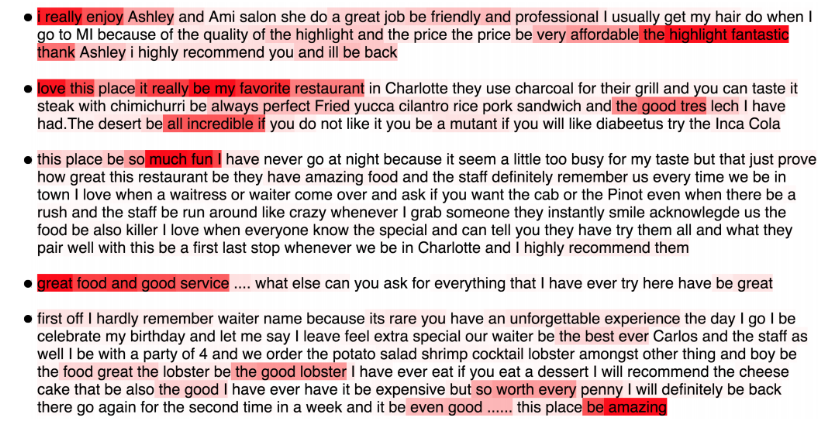 ● I really enjoy Ashley and Ami salon she do a great job be friendly and professional I usually get my hair do when I
go to MI because of the quality of the highlight and the price the price be very affordable the highlight fantastic
thank Ashley i highly recommend you and ill be back
● love this place it really be my favorite restaurant in Charlotte they use charcoal for their grill and you can taste it
steak with chimichurri be always perfect Fried yucca cilantro rice pork sandwich and the good tres lech I have
had.The desert be all incredible if you do not like it you be a mutant if you will like diabeetus try the Inca Cola
● this place be so much fun I have never go at night because it seem a little too busy for my taste but that just prove
how great this restaurant be they have amazing food and the staff definitely remember us every time we be in
town I love when a waitress or waiter come over and ask if you want the cab or the Pinot even when there be a
rush and the staff be run around like crazy whenever I grab someone they instantly smile acknowlegde us the
food be also killer I love when everyone know the special and can tell you they have try them all and what they
pair well with this be a first last stop whenever we be in Charlotte and I highly recommend them
● great food and good service .... what else can you ask for everything that I have ever try here have be great
● first off I hardly remember waiter name because its rare you have an unforgettable experience the day I go I be
celebrate my birthday and let me say I leave feel extra special our waiter be the best ever Carlos and the staff as
well I be with a party of 4 and we order the potato salad shrimp cocktail lobster amongst other thing and boy be
the food great the lobster be the good lobster I have ever eat if you eat a dessert I will recommend the cheese
cake that be also the good I have ever have it be expensive but so worth every penny I will definitely be back
there go again for the second time in a week and it be even good ...... this place be amazing